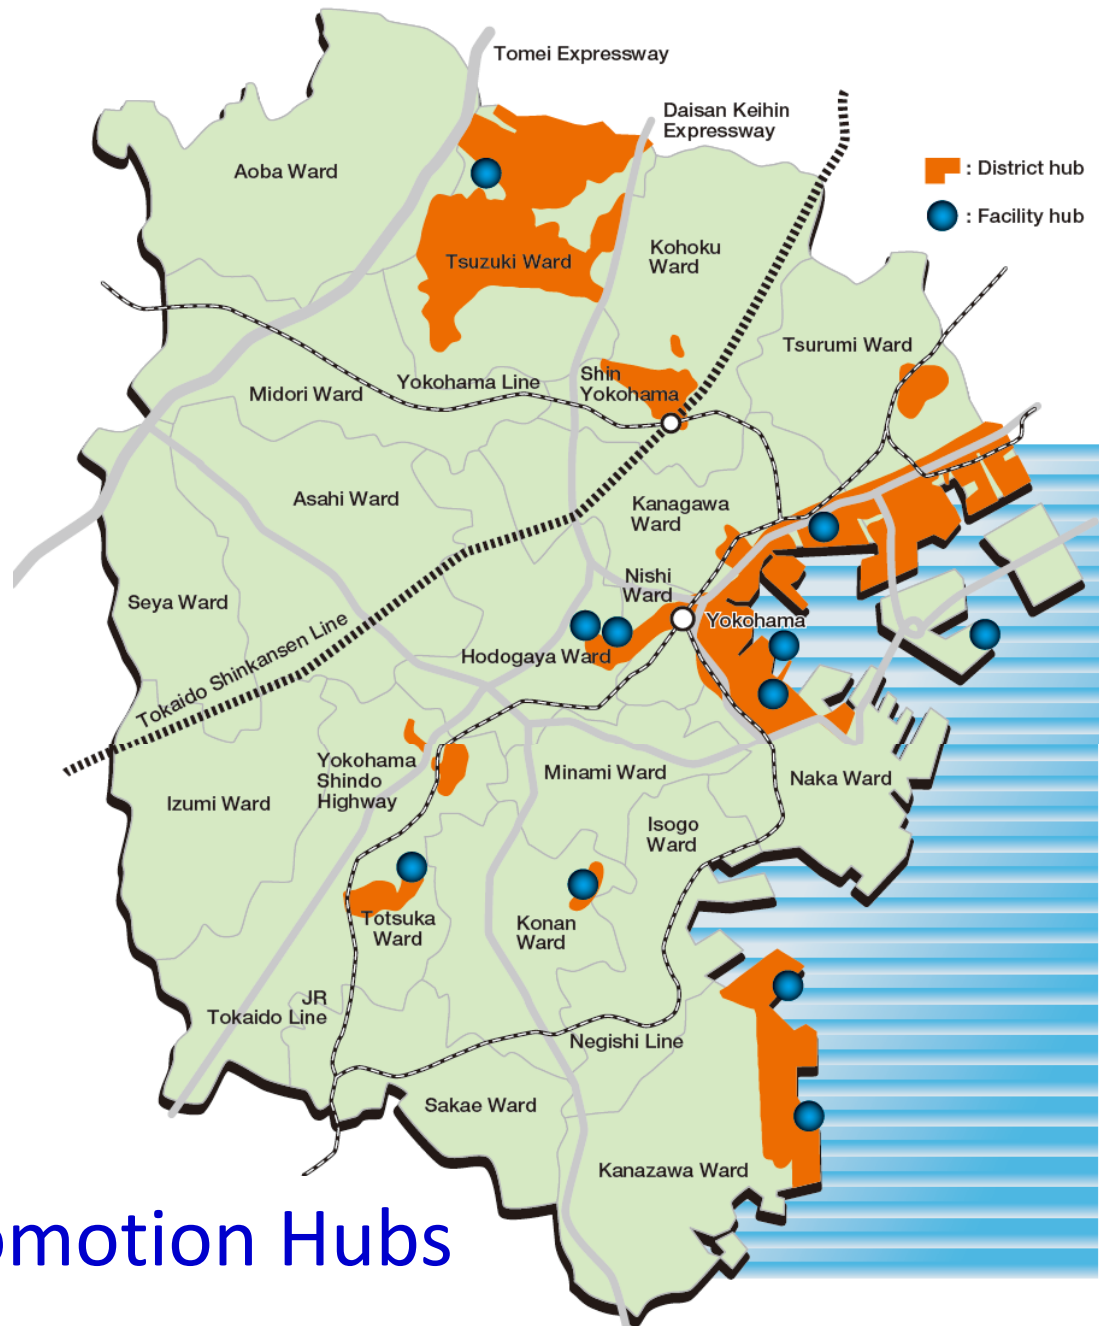 Tomei Expressway
Daisan Keihin
Expressway
: District hub
: Facility hub
Aoba Ward
Tsuzuki Ward
Kohoku
Ward
Tsurumi Ward
Midori Ward
Yokohama Line
Shin
Yokohama
Asahi Ward
Kanagawa
Ward
Nishi
Ward
Seya Ward
Yokohama
Hodogaya Ward
Tokaido Shinkansen Line
Yokohama
Shindo
Highway
Minami Ward
Naka Ward
Izumi Ward
Isogo
Ward
Totsuka
Ward
Konan
Ward
JR
Tokaido Line
Negishi Line
Sakae Ward
Kanazawa Ward
omotion Hubs